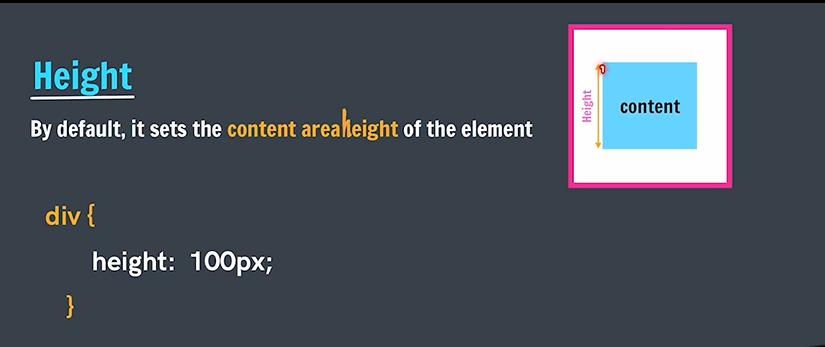 Height
By default, it sets the content area height of the element
div {
height: 100px;
}
Height
content